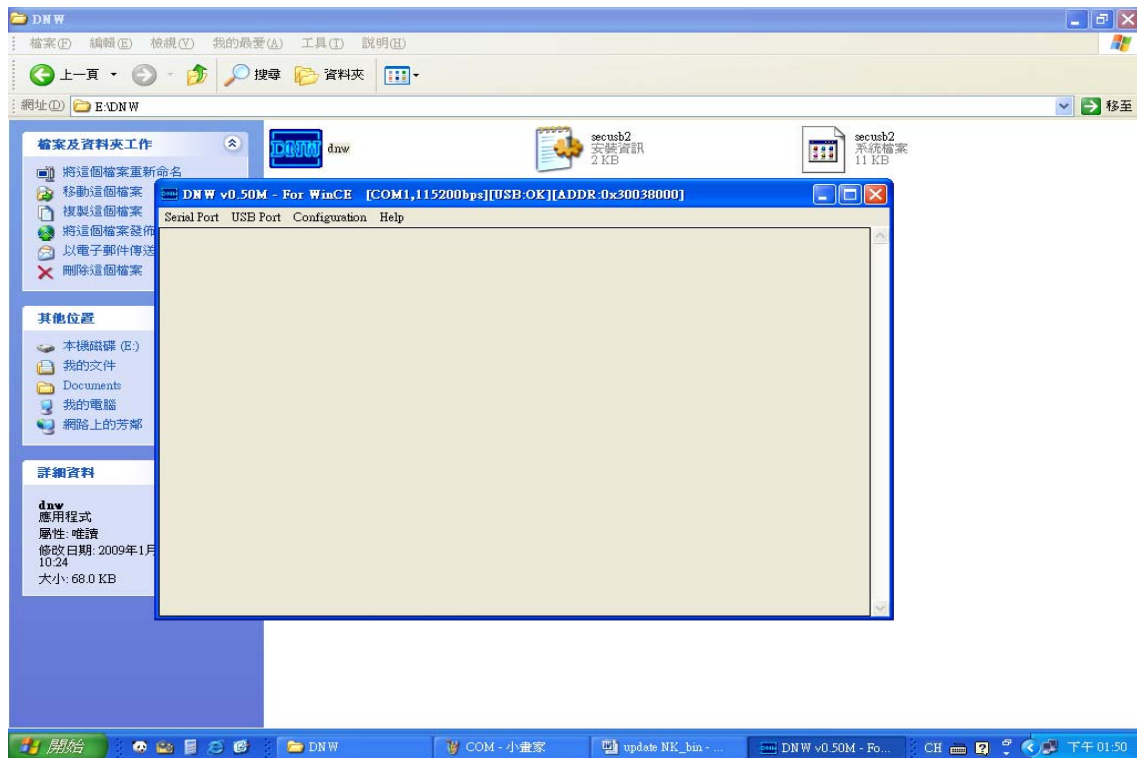 DNW
檔案(F) 編輯(E) 檢視(V) 我的最愛(A) 工具(T) 說明(H)
上一頁 搜尋 資料夾
網址(D) E:\DNW 移至
檔案及資料夾工作
將這個檔案重新命名
移動這個檔案
複製這個檔案
將這個檔案發佈
以電子郵件傳送
刪除這個檔案
其他位置
本機磁碟 (E:)
我的文件
Documents
我的電腦
網路上的芳鄰
詳細資料
dnw
應用程式
屬性: 唯讀
修改日期: 2009年1月
10:24
大小: 68.0 KB
DNW dnw
secusb2
安裝資訊
2 KB
secusb2
系統檔案
11 KB
DNW v0.50M - For WinCE [COM1,115200bps][USB:OK][ADDR:0x30038000]
Serial Port USB Port Configuration Help
開始 DNW COM - 小畫家 update NK_bin - ... DNW v0.50M - Fo... CH 下午 01:50